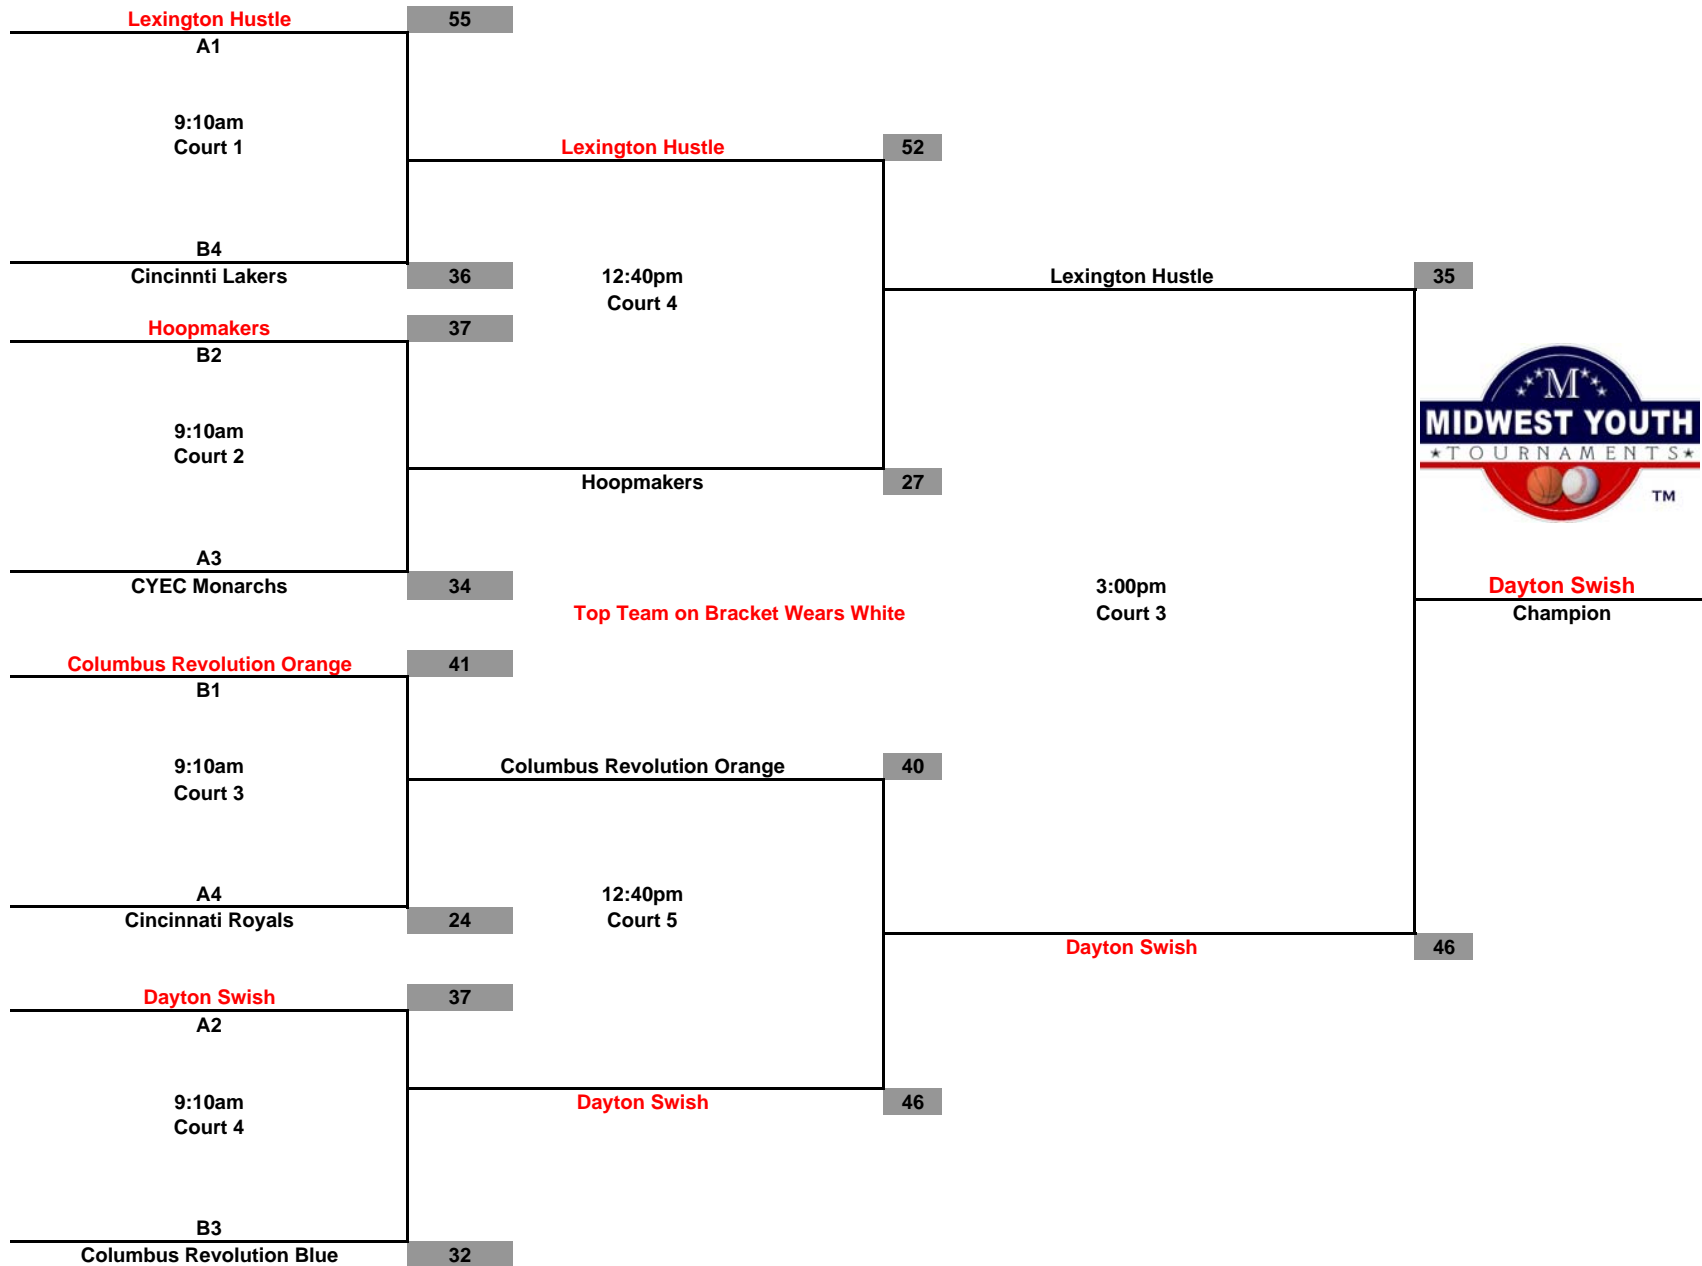 Lexington Hustle 55
A1
9:10am
Court 1
Lexington Hustle 52
B4
Cincinnti Lakers 36
12:40pm
Court 4
Lexington Hustle 35
Hoopmakers 37
B2
9:10am
Court 2
Hoopmakers 27
A3
CYEC Monarchs 34
Top Team on Bracket Wears White
3:00pm
Court 3
M
MIDWEST YOUTH
★TOURNAMENTS★
TM
Dayton Swish
Champion
Columbus Revolution Orange 41
B1
9:10am
Court 3
Columbus Revolution Orange 40
A4
Cincinnati Royals 24
12:40pm
Court 5
Dayton Swish 46
Dayton Swish 37
A2
9:10am
Court 4
Dayton Swish 46
B3
Columbus Revolution Blue 32